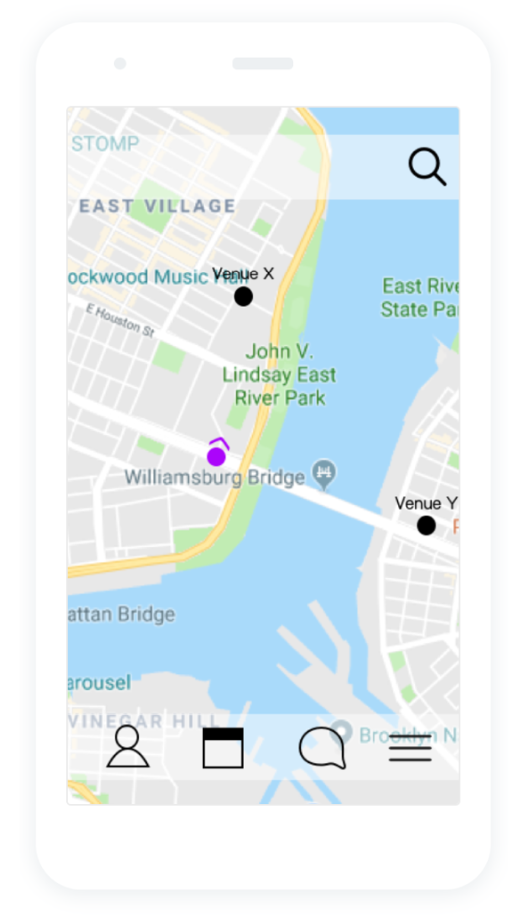 STOMP
EAST VILLAGE
ockwood Music Hall
Venue X
E Houston St
East Rive
State Pa
John V.
Lindsay East
River Park
Williamsburg Bridge
Venue Y
P
attan Bridge
arousel
VINEGAR HILL
Brooklyn N